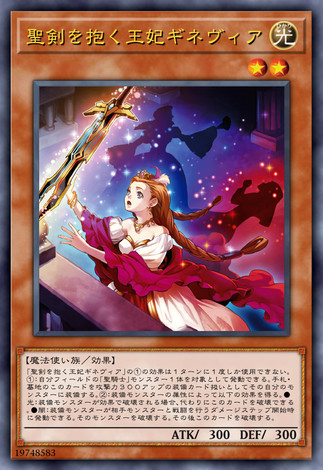 聖剣を抱く王妃ギネヴィア
光
【魔法使い族/効果】
「聖剣を抱く王妃ギネヴィア」の①の効果は1ターンに1度しか使用できない。
①:自分フィールドの「聖騎士」モンスター1体を対象として発動できる。手札・
墓地のこのカードを攻撃力300アップの装備カード扱いとしてその自分のモ
ンスターに装備する。②:装備モンスターの属性によって以下の効果を得る。●
光:装備モンスターが効果で破壊される場合、代わりにこのカードを破壊できる
。●闇:装備モンスターが相手モンスターと戦闘を行うダメージステップ開始時
に発動できる。そのモンスターを破壊する。その後このカードを破壊する。
ATK/ 300 DEF/ 300
19748583